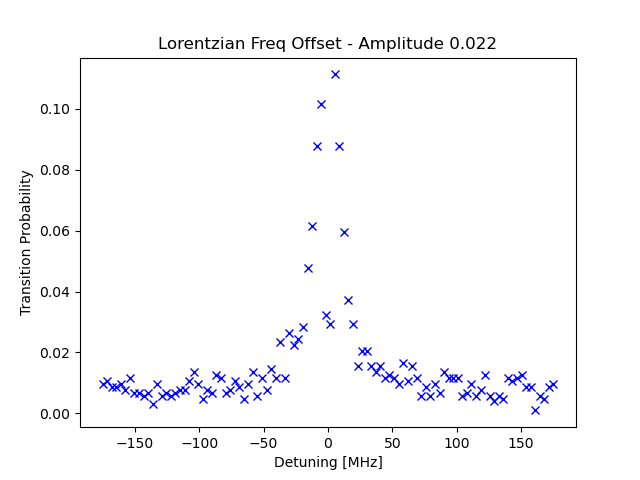 Lorentzian Freq Offset - Amplitude 0.022
Transition Probability
0.10
0.08
0.06
0.04
0.02
0.00
−150 −100 −50 0 50 100 150
Detuning [MHz]